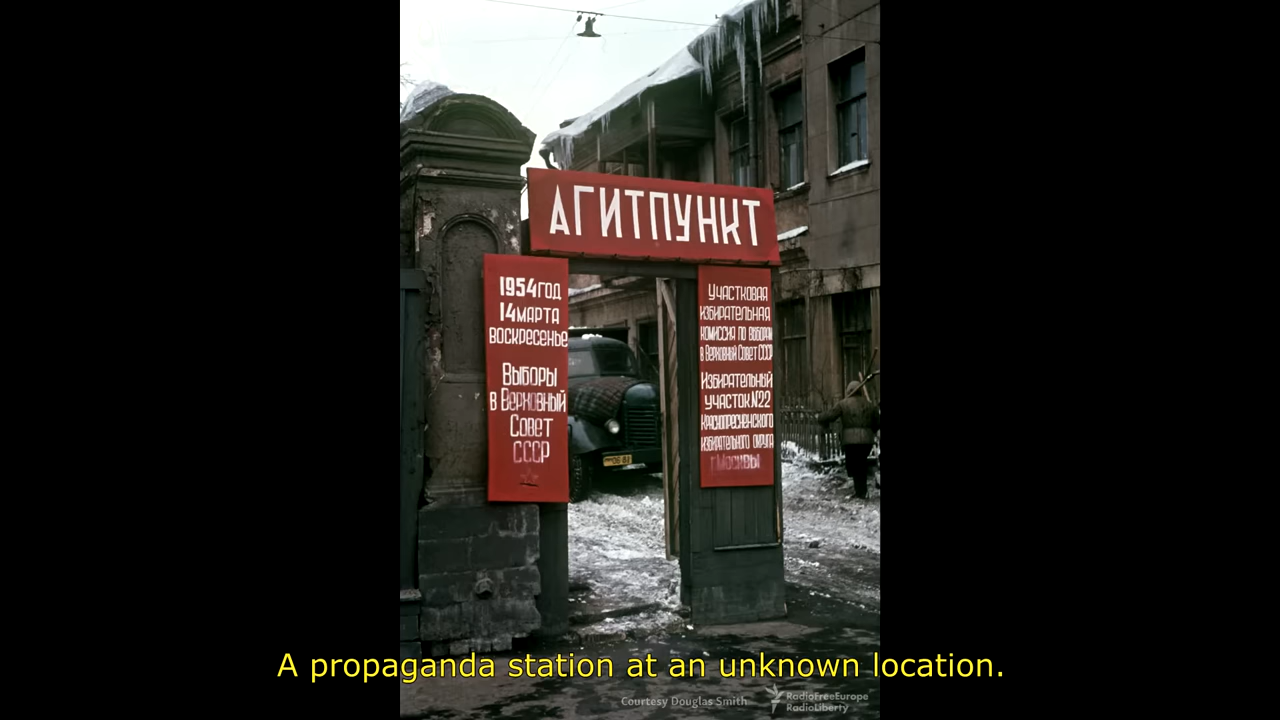 АГИТПУНКТ
1954 ГОД
14 МАРТА
ВОСКРЕСЕНЬЕ
ВЫБОРЫ
В ВЕРХОВНЫЙ
СОВЕТ
СССР
УЧАСТКОВАЯ
ИЗБИРАТЕЛЬНАЯ
КОМИССИЯ ПО ВЫБОРАМ
В ВЕРХОВНЫЙ СОВЕТ СССР
ИЗБИРАТЕЛЬНЫЙ
УЧАСТОК N22
КРАСНОПРЕСНЕНСКОГО
ИЗБИРАТЕЛЬНОГО ОКРУГА
г. МОСКВЫ
A propaganda station at an unknown location.
Courtesy Douglas Smith
RadioFreeEurope
RadioLiberty